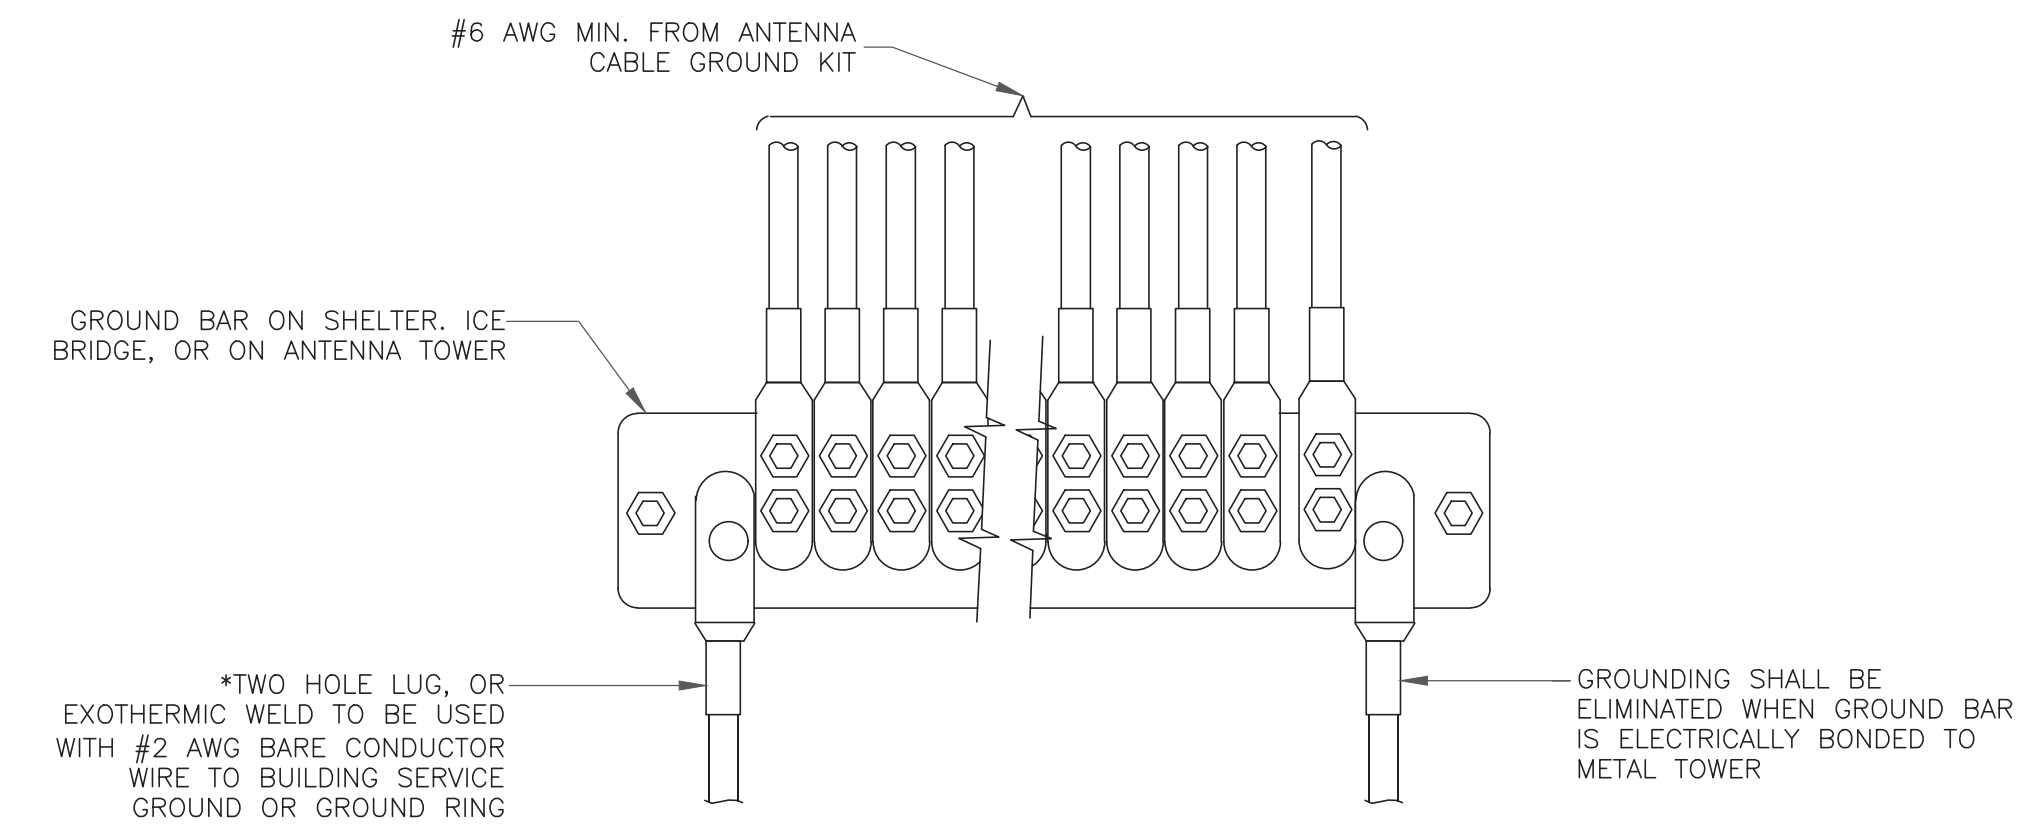 #6 AWG MIN. FROM ANTENNA
CABLE GROUND KIT
GROUND BAR ON SHELTER. ICE
BRIDGE, OR ON ANTENNA TOWER
*TWO HOLE LUG, OR
EXOTHERMIC WELD TO BE USED
WITH #2 AWG BARE CONDUCTOR
WIRE TO BUILDING SERVICE
GROUND OR GROUND RING
GROUNDING SHALL BE
ELIMINATED WHEN GROUND BAR
IS ELECTRICALLY BONDED TO
METAL TOWER